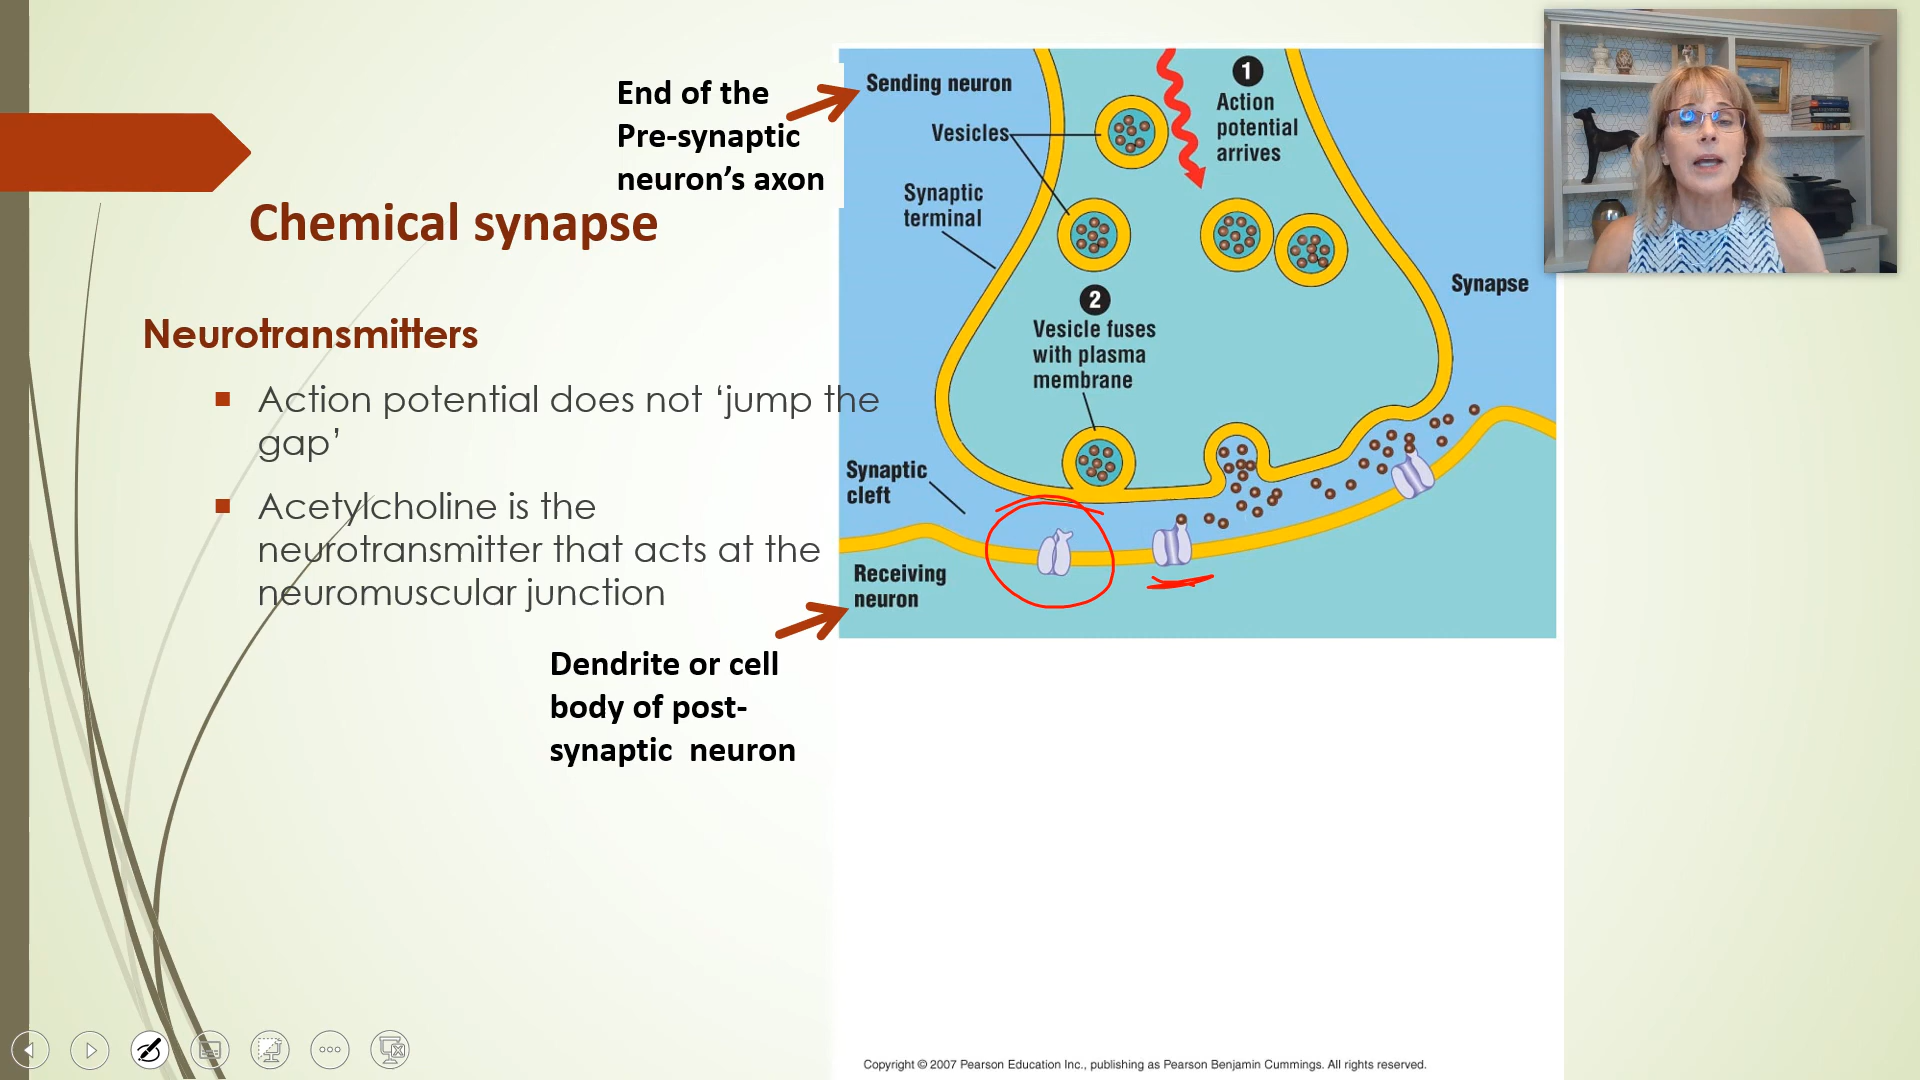 End of the
Pre-synaptic
neuron’s axon
Chemical synapse
Neurotransmitters
Action potential does not ‘jump the
gap’
Acetylcholine is the
neurotransmitter that acts at the
neuromuscular junction
Dendrite or cell
body of post-
synaptic  neuron
Sending neuron
Vesicles
Synaptic
terminal
1
Action
potential
arrives
Synapse
2
Vesicle fuses
with plasma
membrane
Synaptic
cleft
Receiving
neuron
Copyright © 2007 Pearson Education Inc., publishing as Pearson Benjamin Cummings. All rights reserved.